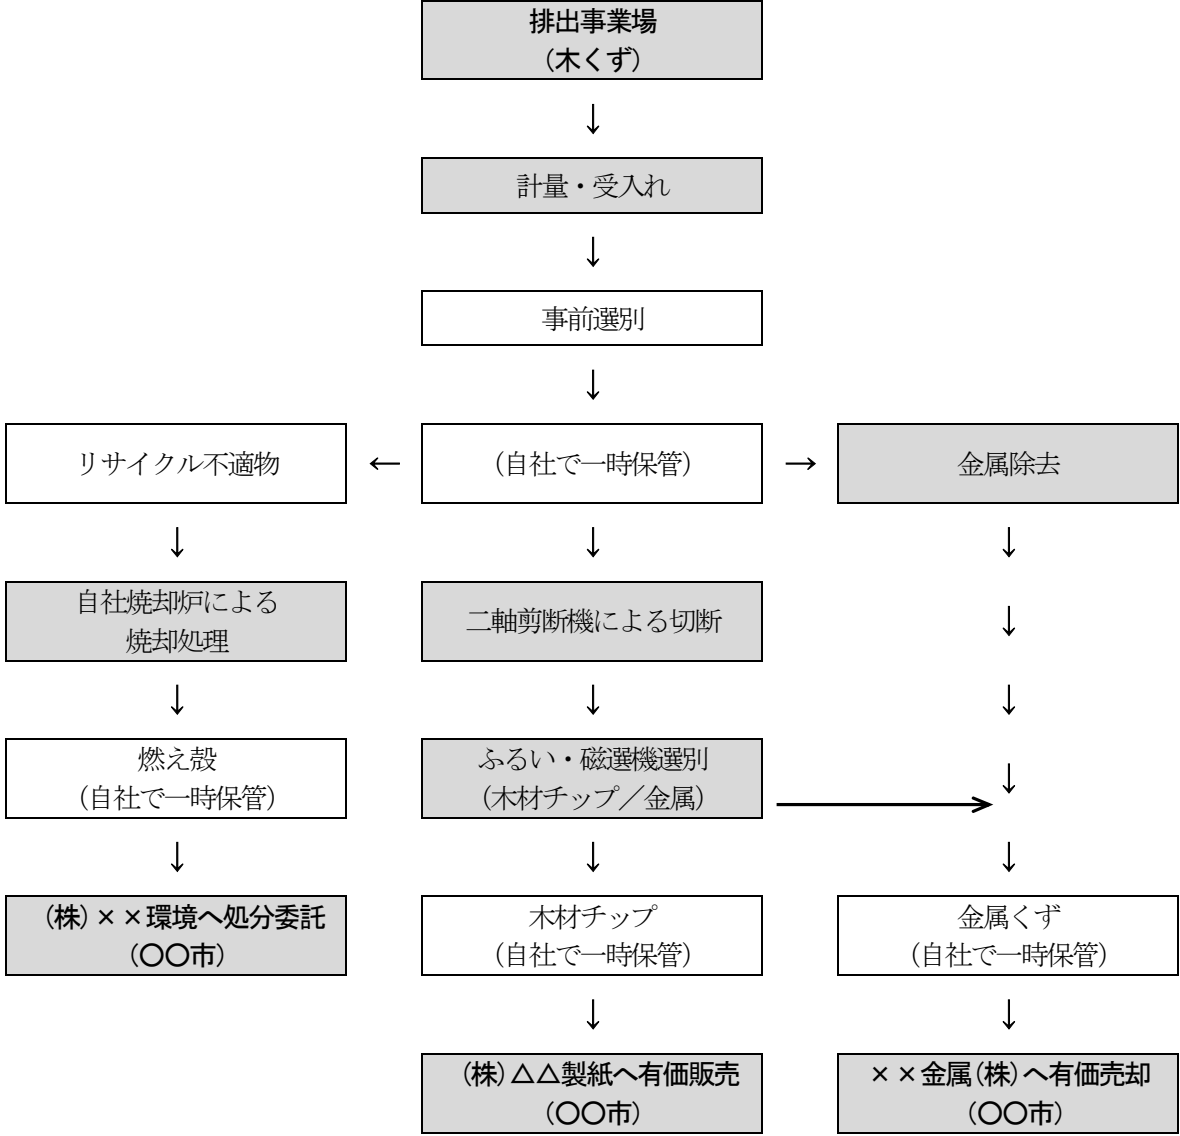 排出事業場
（木くず）
↓
計量・受入れ
↓
事前選別
↓
リサイクル不適物
←
（自社で一時保管）
→
金属除去
↓
↓
↓
自社焼却炉による
焼却処理
二軸剪断機による切断
↓
↓
↓
↓
燃え殻
（自社で一時保管）
ふるい・磁選機選別
（木材チップ／金属）
↓
↓
↓
↓
（株）××環境へ処分委託
（〇〇市）
木材チップ
（自社で一時保管）
金属くず
（自社で一時保管）
↓
↓
（株）△△製紙へ有価販売
（〇〇市）
××金属（株）へ有価売却
（〇〇市）